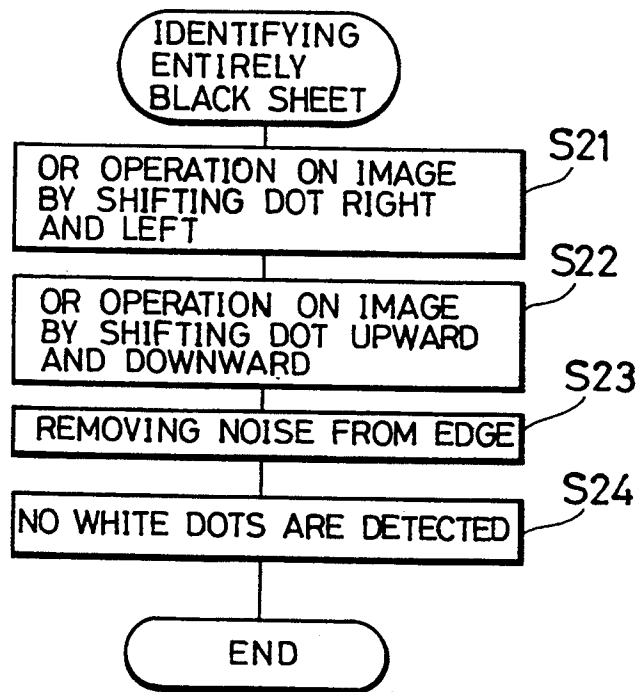 IDENTIFYING
ENTIRELY
BLACK SHEET
S21
OR OPERATION ON IMAGE
BY SHIFTING DOT RIGHT
AND LEFT
S22
OR OPERATION ON IMAGE
BY SHIFTING DOT UPWARD
AND DOWNWARD
S23
REMOVING NOISE FROM EDGE
S24
NO WHITE DOTS ARE DETECTED
END